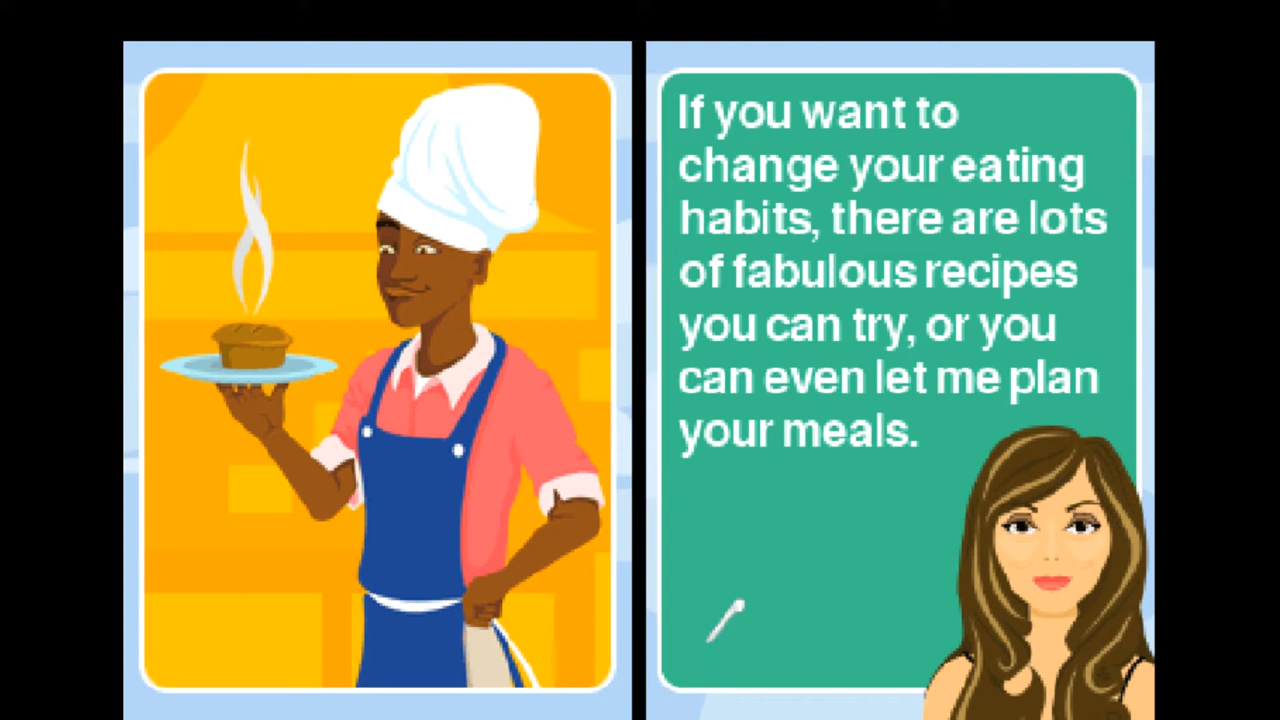 If you want to
change your eating
habits, there are lots
of fabulous recipes
you can try, or you
can even let me plan
your meals.